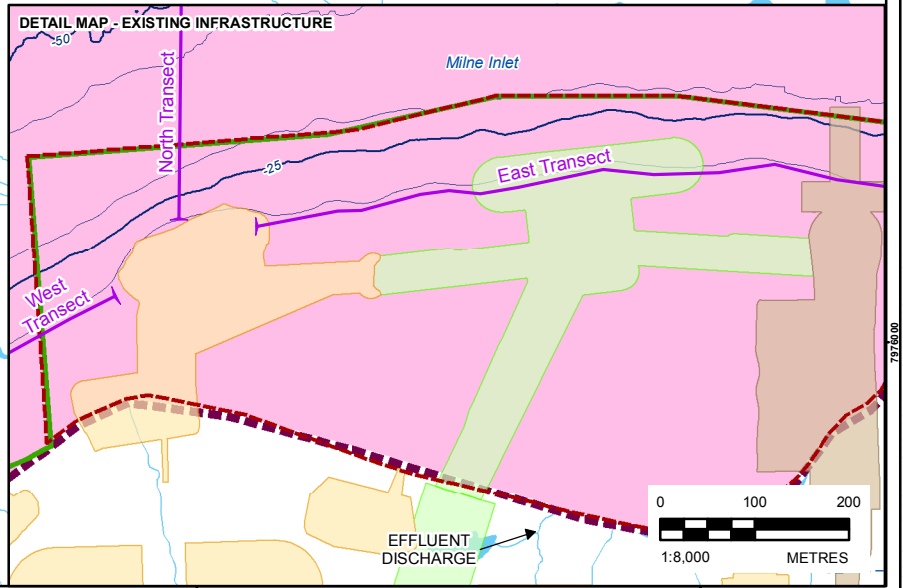 DETAIL MAP - EXISTING INFRASTRUCTURE
-50
Milne Inlet
North Transect
-25
East Transect
West
Transect
7976000
EFFLUENT
DISCHARGE
0 100 200
1:8,000 METRES